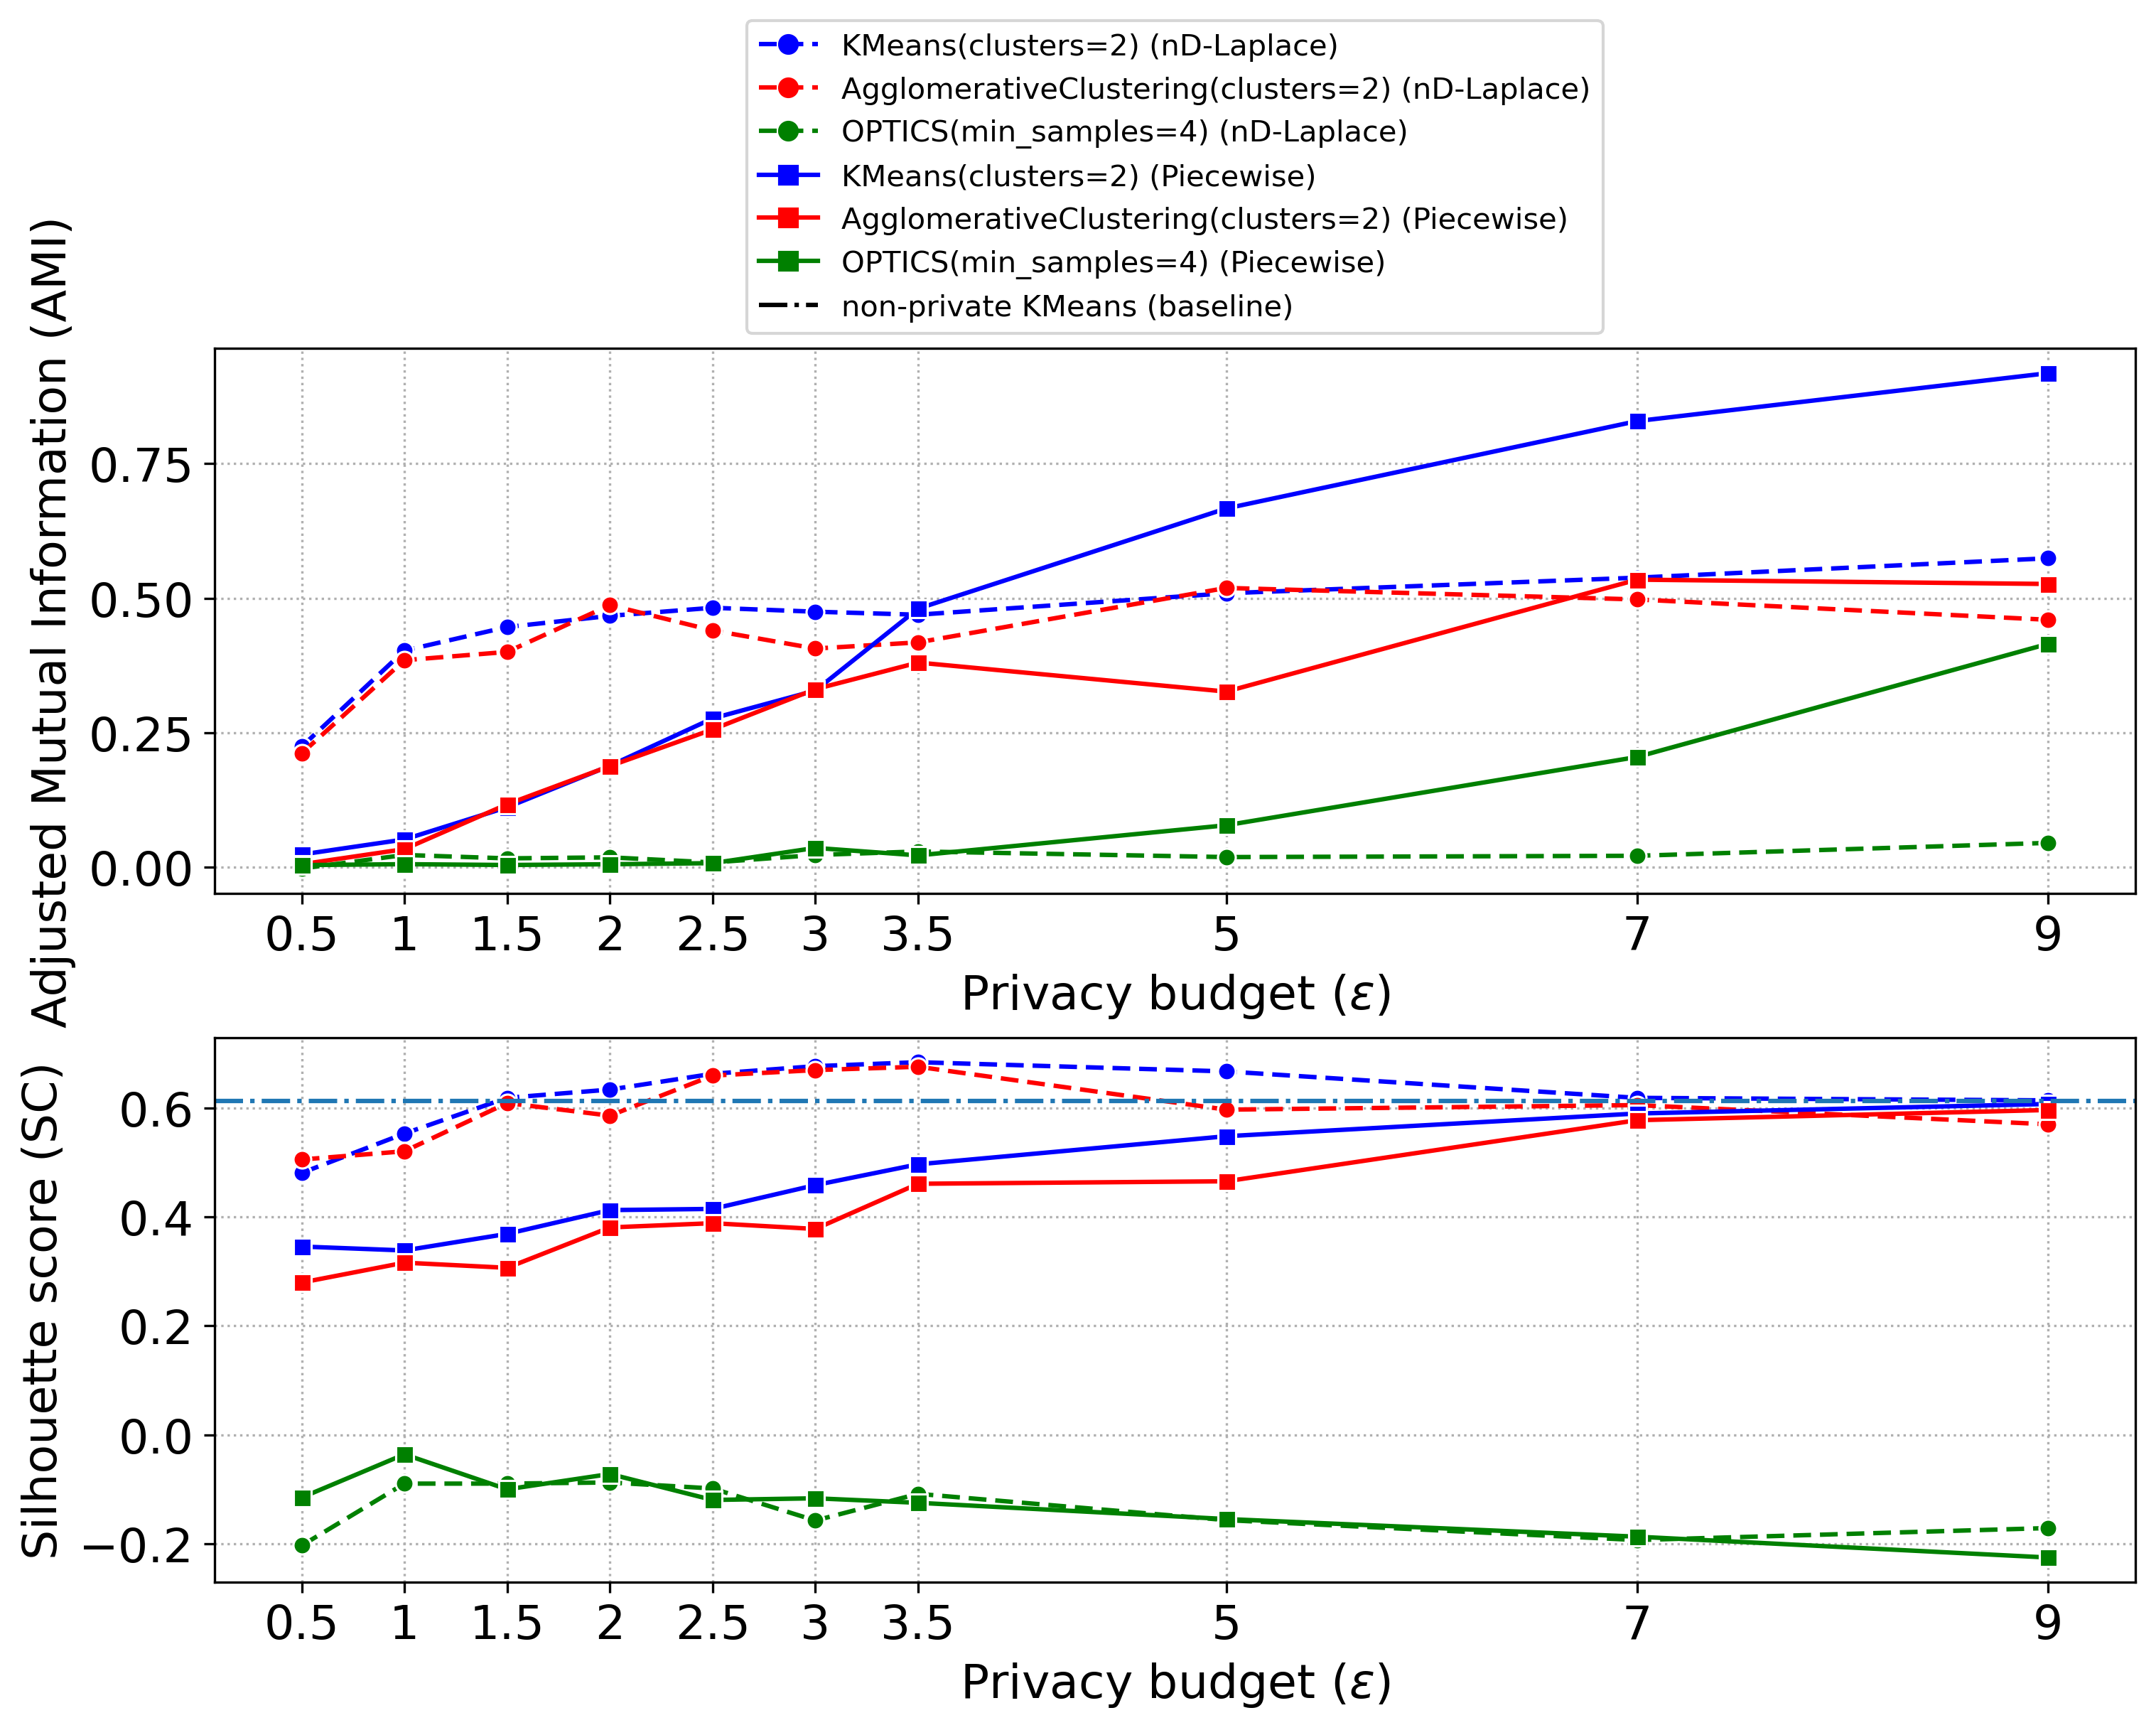 KMeans(clusters=2) (nD-Laplace)
AgglomerativeClustering(clusters=2) (nD-Laplace)
OPTICS(min_samples=4) (nD-Laplace)
KMeans(clusters=2) (Piecewise)
AgglomerativeClustering(clusters=2) (Piecewise)
OPTICS(min_samples=4) (Piecewise)
non-private KMeans (baseline)
Adjusted Mutual Information (AMI)
0.75
0.50
0.25
0.00
0.5 1 1.5 2 2.5 3 3.5 5 7 9
Privacy budget (ε)
Silhouette score (SC)
0.6
0.4
0.2
0.0
−0.2
0.5 1 1.5 2 2.5 3 3.5 5 7 9
Privacy budget (ε)